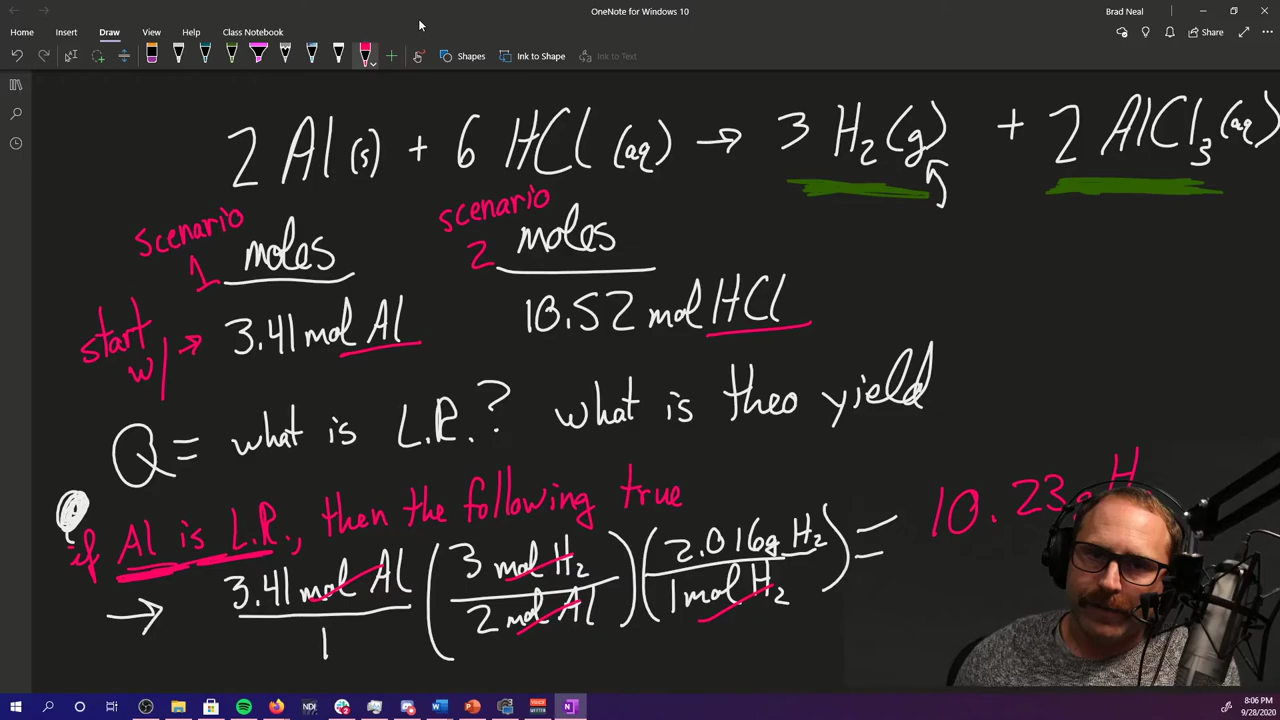 OneNote for Windows 10
Brad Neal
Home Insert Draw View Help Class Notebook
Share
Shapes Ink to Shape Ink to Text
2 Al(s) + 6 HCl (aq) → 3 H₂(g) + 2 AlCl₃(aq)
scenario 1 moles
scenario 2 moles
start w/ → 3.41 mol Al
10.52 mol HCl
Q = what is L.R.? what is theo yield
if Al is L.R., then the following true
→ 3.41 mol Al / 1 (3 mol H₂ / 2 mol Al) (2.016 g H₂ / 1 mol H₂) =
10.23 g H
8:06 PM
9/28/2020